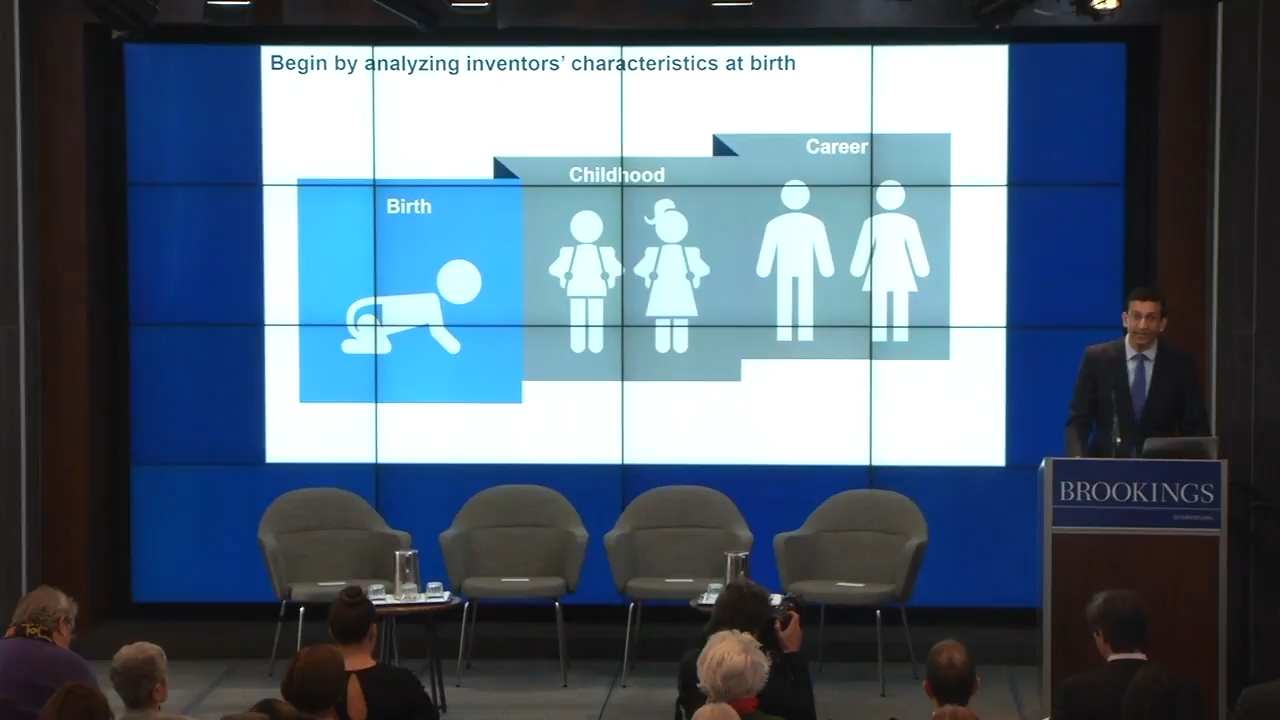 Begin by analyzing inventors' characteristics at birth
Career
Childhood
Birth
BROOKINGS